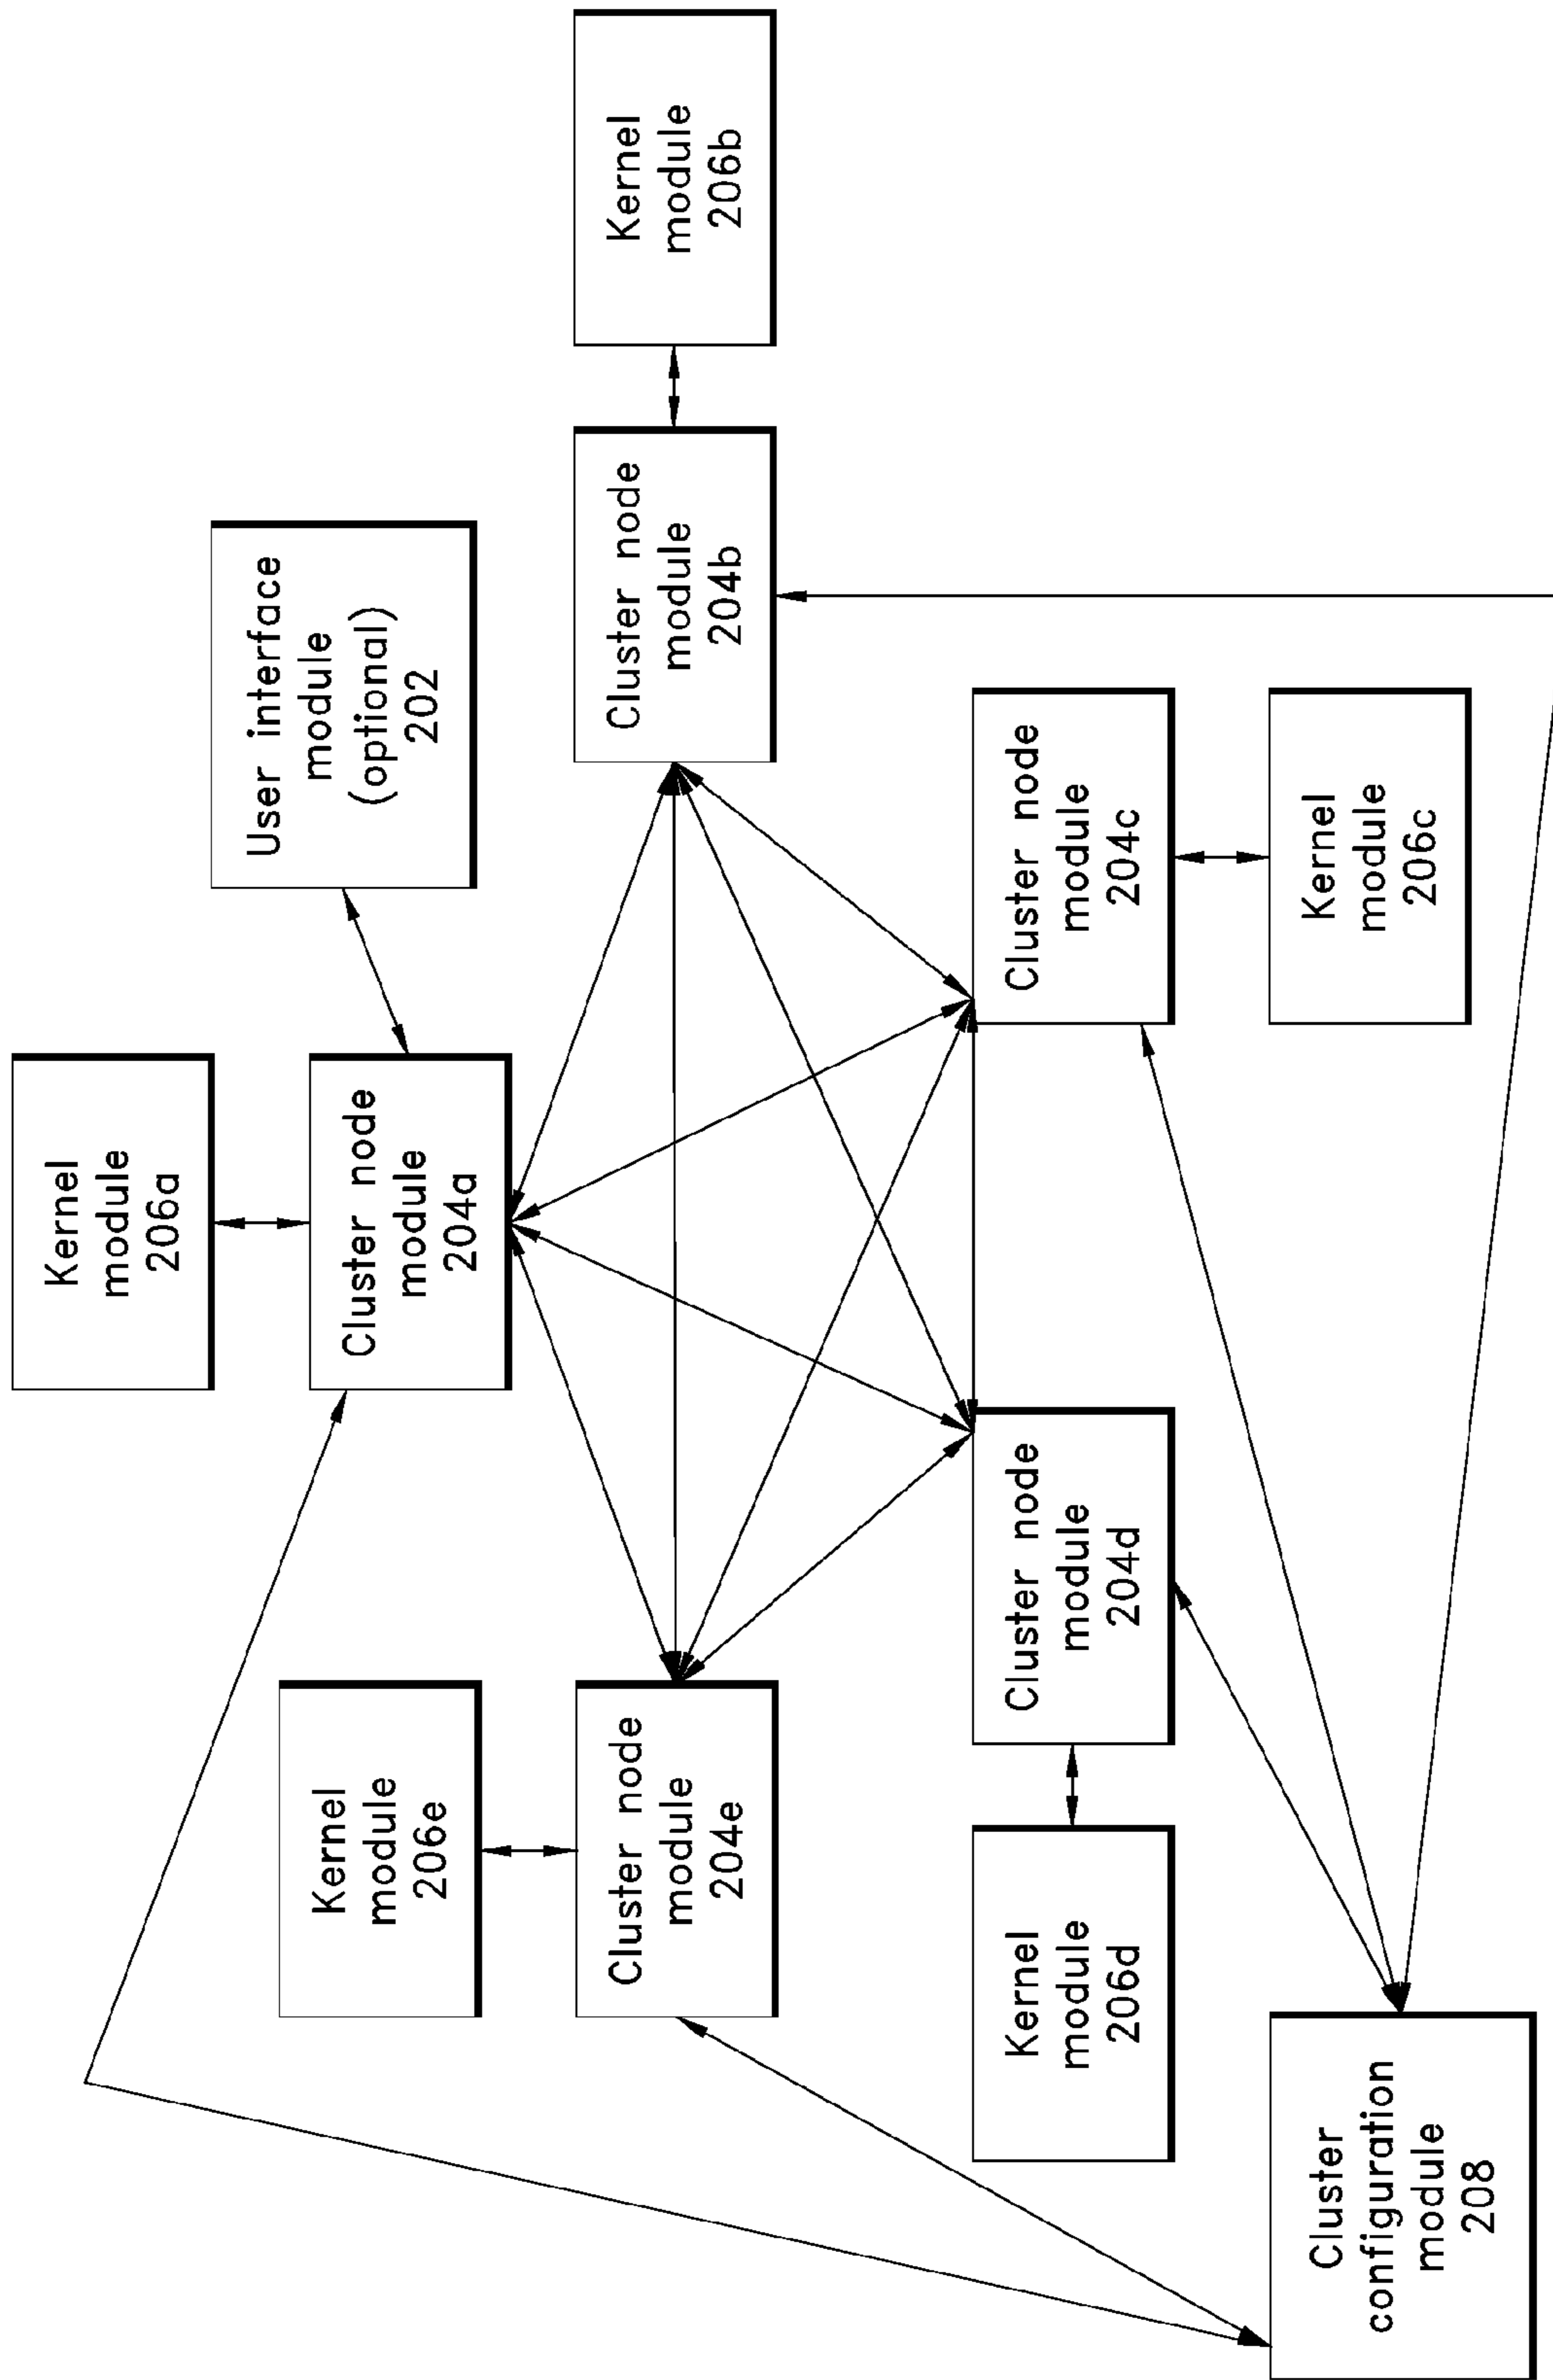 Kernel
module
206a
User interface
module
(optional)
202
Cluster node
module
204a
Kernel
module
206e
Cluster node
module
204e
Cluster node
module
204b
Kernel
module
206b
Kernel
module
206d
Cluster node
module
204d
Cluster node
module
204c
Cluster
configuration
module
208
Kernel
module
206c